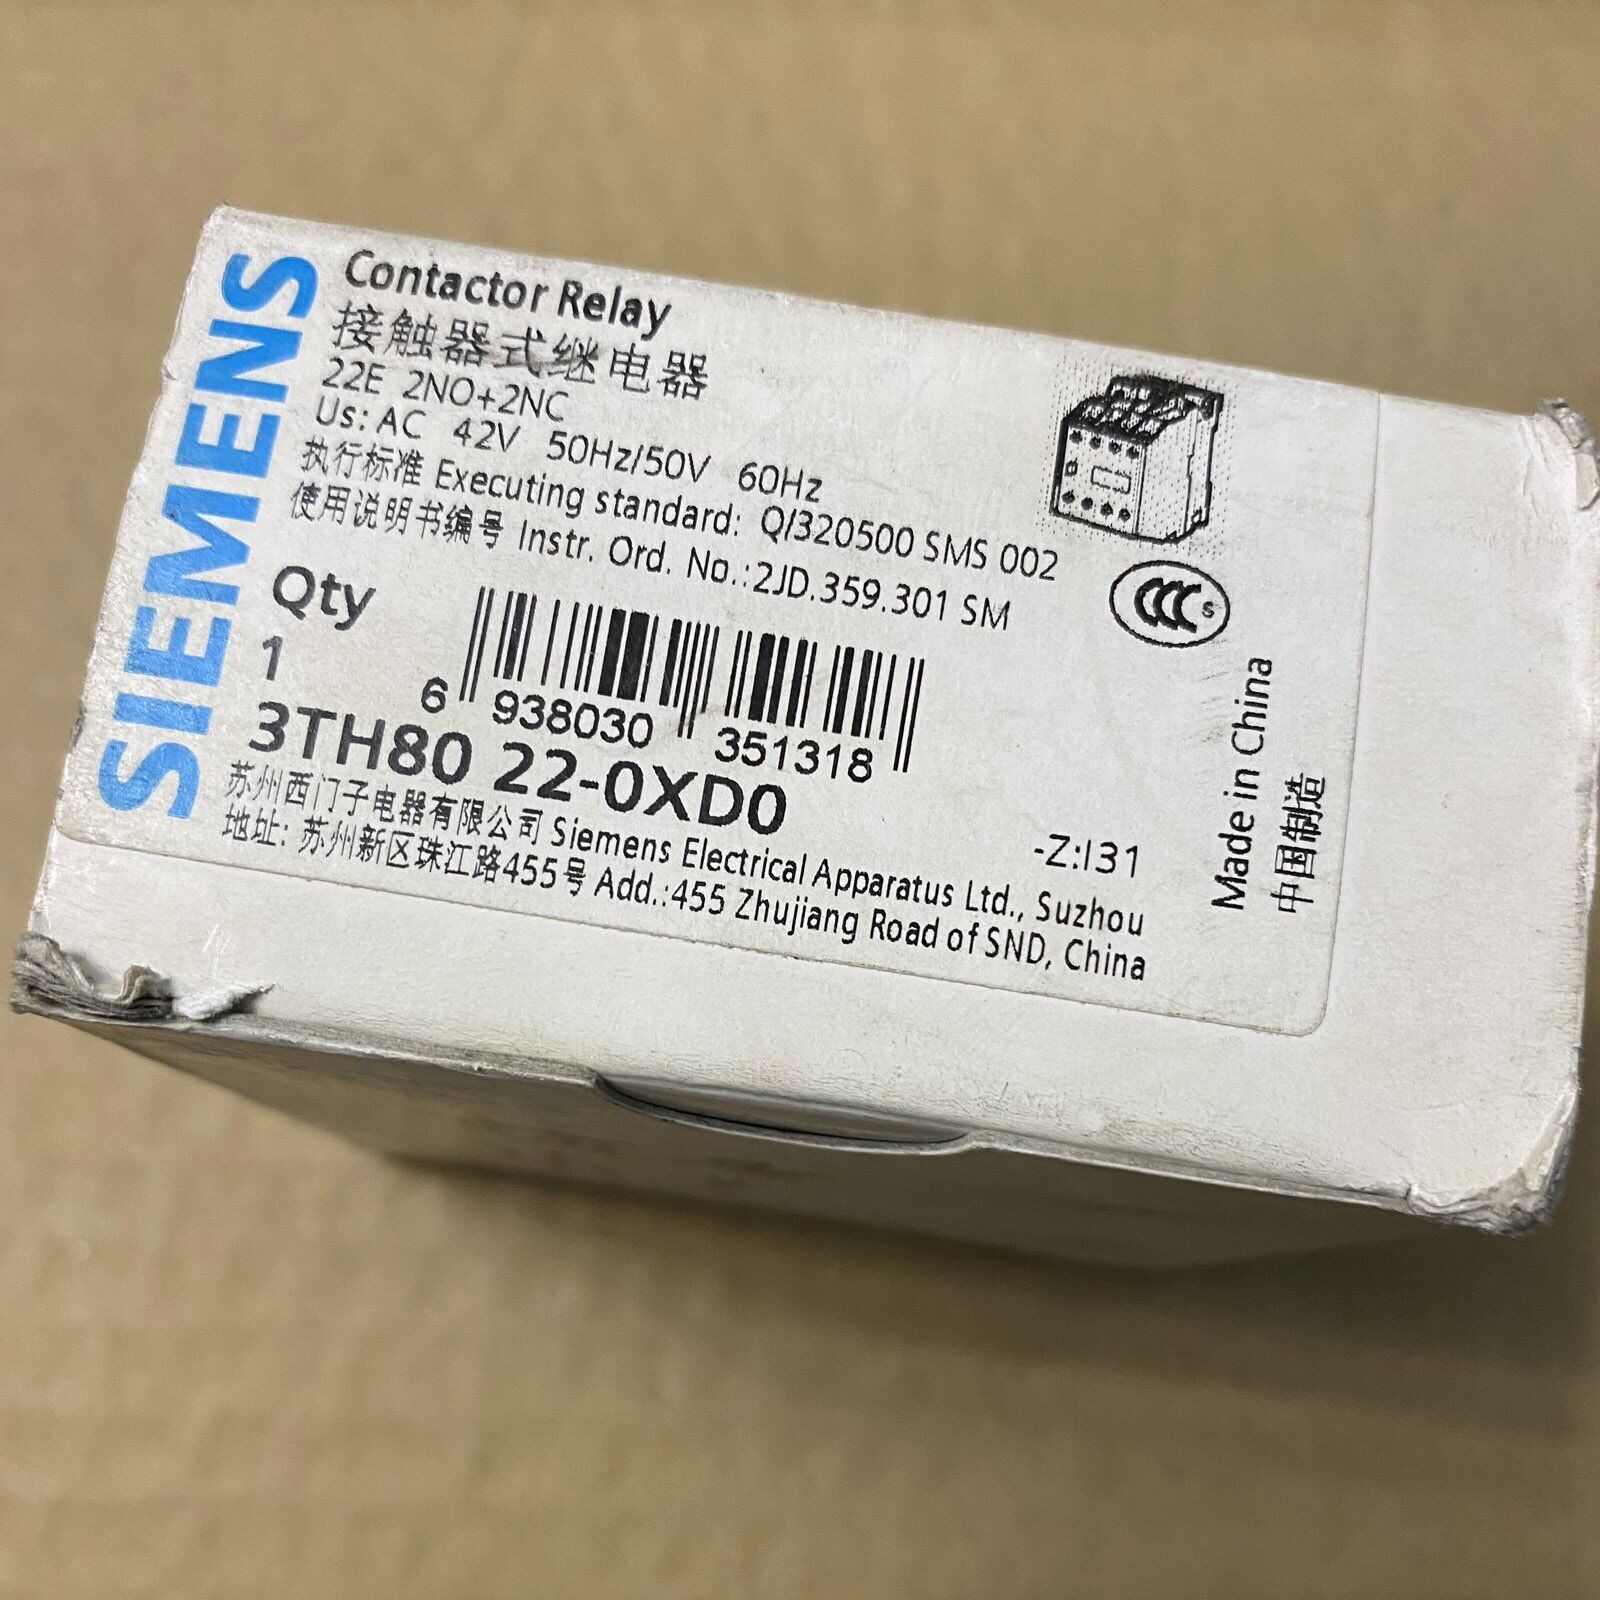 SIEMENS
Contactor Relay
接触器式继电器
22E 2NO+2NC
Us: AC 42V 50Hz/50V 60Hz
执行标准 Executing standard: Q/320500 SMS 002
使用说明书编号 Instr. Ord. No.:2JD.359.301 SM
CCC S
Qty
1
6 938030 351318
3TH80 22-0XD0
-Z:I31
苏州西门子电器有限公司 Siemens Electrical Apparatus Ltd., Suzhou
地址: 苏州新区珠江路455号 Add.:455 Zhujiang Road of SND, China
Made in China
中国制造